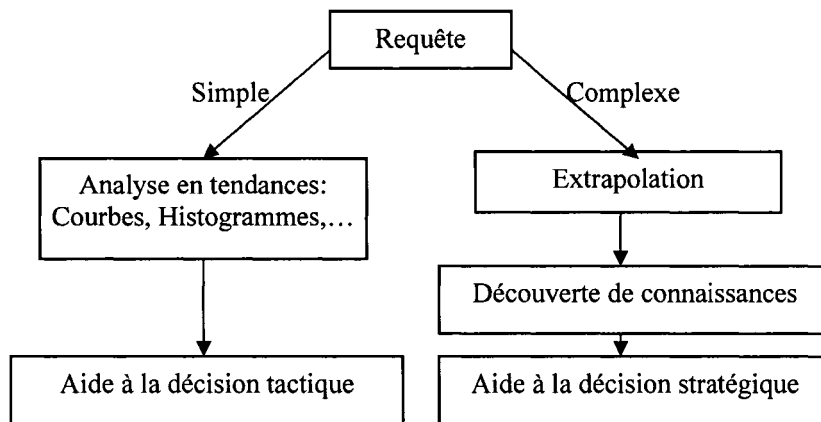 Requête
Simple
Complexe
Analyse en tendances:
Courbes, Histogrammes,…
Extrapolation
Découverte de connaissances
Aide à la décision tactique
Aide à la décision stratégique